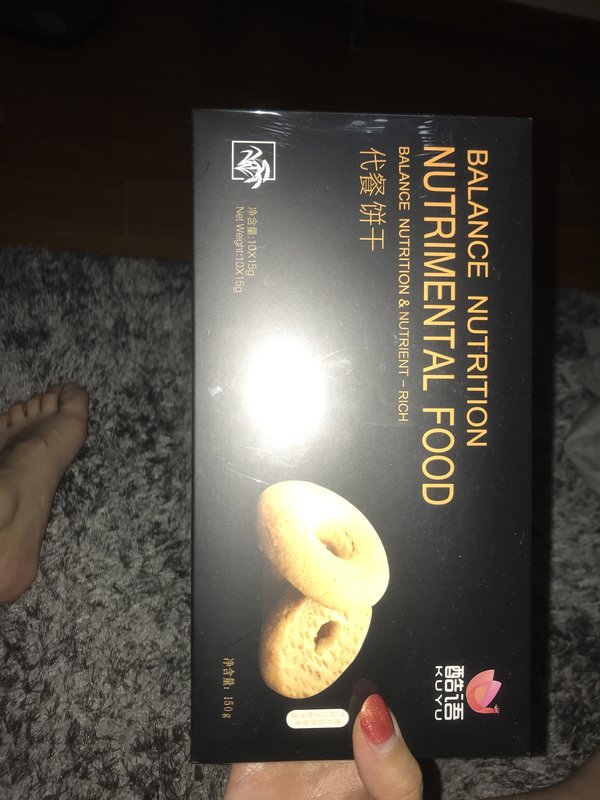 酷语
KUYU
BALANCE NUTRITION
NUTRIMENTAL FOOD
BALANCE NUTRITION & NUTRIENT – RICH
代餐饼干
净含量:10X15g
Net Weight:10X15g
净含量: 150g